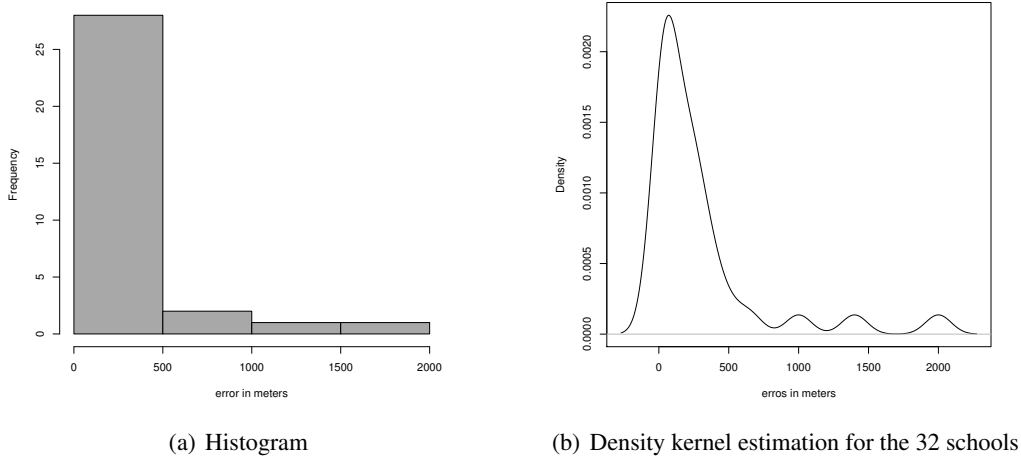 Frequency
0
5
10
15
20
25
0 500 1000 1500 2000
error in meters
(a) Histogram
Density
0.0000
0.0005
0.0010
0.0015
0.0020
0 500 1000 1500 2000
erros in meters
(b) Density kernel estimation for the 32 schools